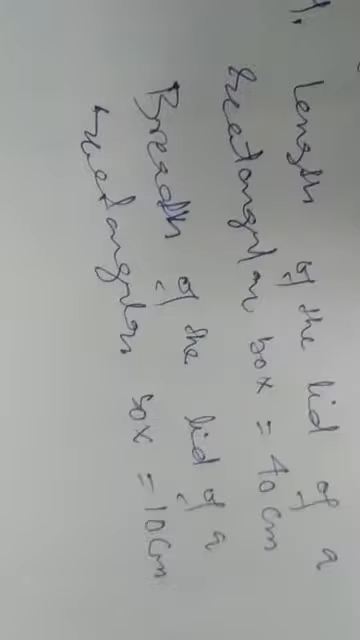 1. Length of the lid of a
rectangular box = 40 cm
Breadth of the lid of a
rectangular box = 10 cm